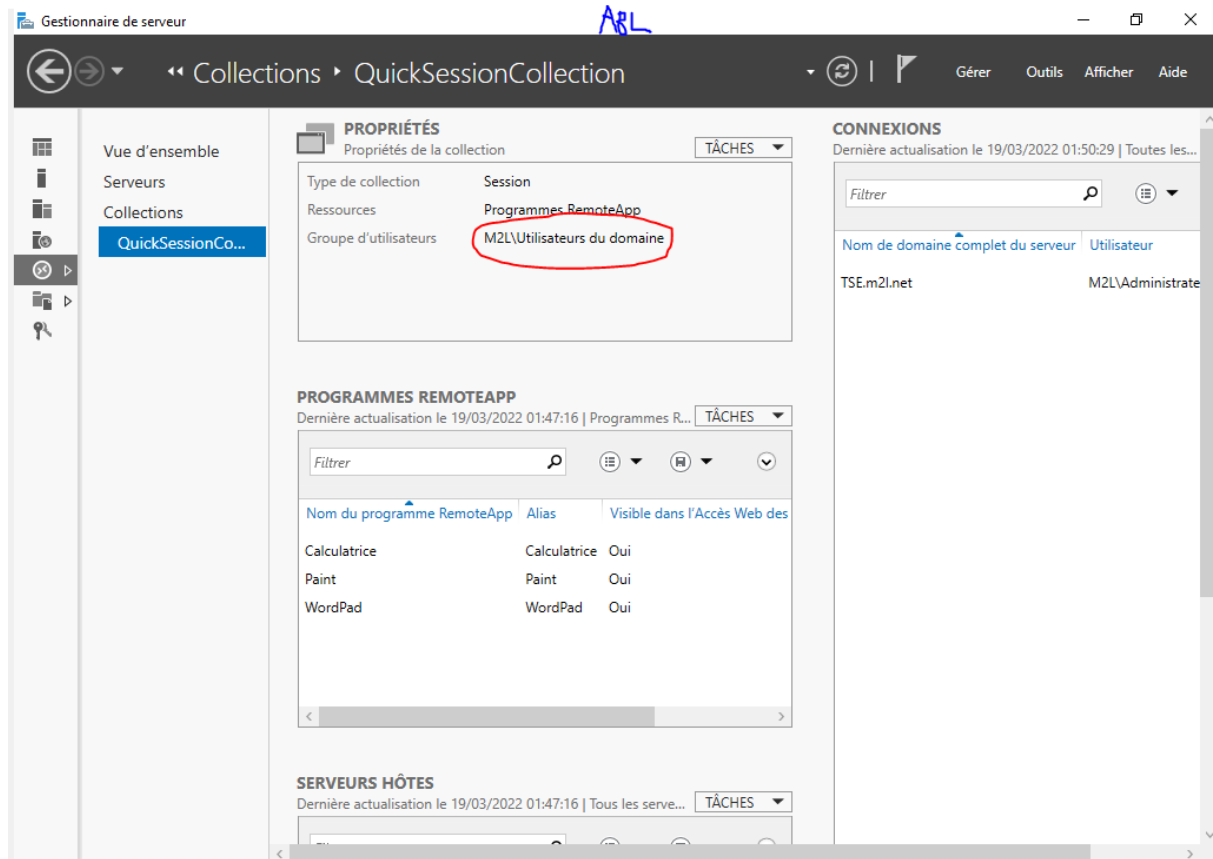 Gestionnaire de serveur
ABL
Collections QuickSessionCollection
Gérer Outils Afficher Aide
Vue d'ensemble
Serveurs
Collections
QuickSessionCo...
PROPRIÉTÉS
Propriétés de la collection
TÂCHES
Type de collection Session
Ressources Programmes RemoteApp
Groupe d'utilisateurs M2L\Utilisateurs du domaine
PROGRAMMES REMOTEAPP
Dernière actualisation le 19/03/2022 01:47:16 | Programmes R... TÂCHES
Filtrer
Nom du programme RemoteApp Alias Visible dans l'Accès Web des
Calculatrice Calculatrice Oui
Paint Paint Oui
WordPad WordPad Oui
SERVEURS HÔTES
Dernière actualisation le 19/03/2022 01:47:16 | Tous les serve... TÂCHES
CONNEXIONS
Dernière actualisation le 19/03/2022 01:50:29 | Toutes les...
Filtrer
Nom de domaine complet du serveur Utilisateur
TSE.m2l.net M2L\Administrate